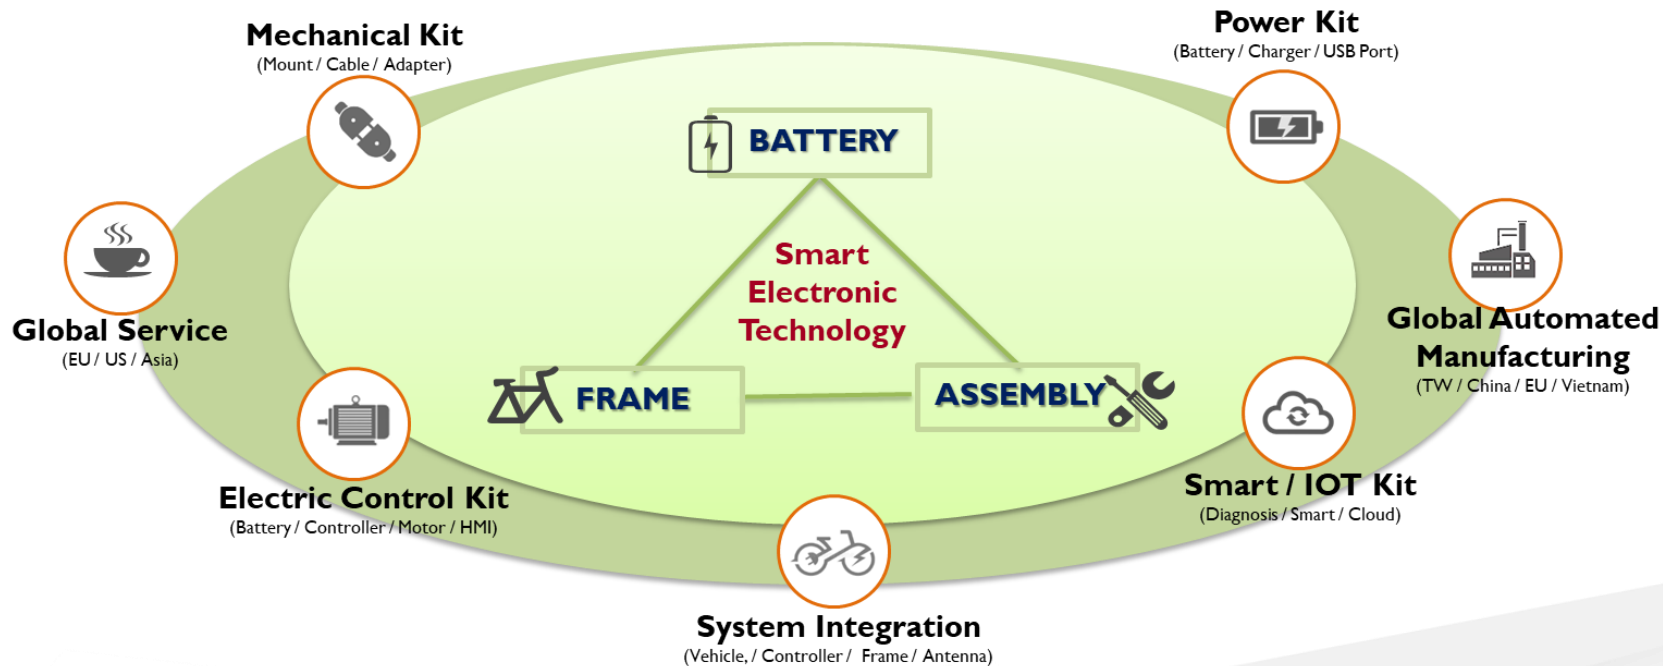 Mechanical Kit
(Mount / Cable / Adapter)
Power Kit
(Battery / Charger / USB Port)
BATTERY
Smart
Electronic
Technology
Global Service
(EU / US / Asia)
Global Automated
Manufacturing
(TW / China / EU / Vietnam)
FRAME
ASSEMBLY
Electric Control Kit
(Battery / Controller / Motor / HMI)
Smart / IOT Kit
(Diagnosis / Smart / Cloud)
System Integration
(Vehicle, / Controller / Frame / Antenna)